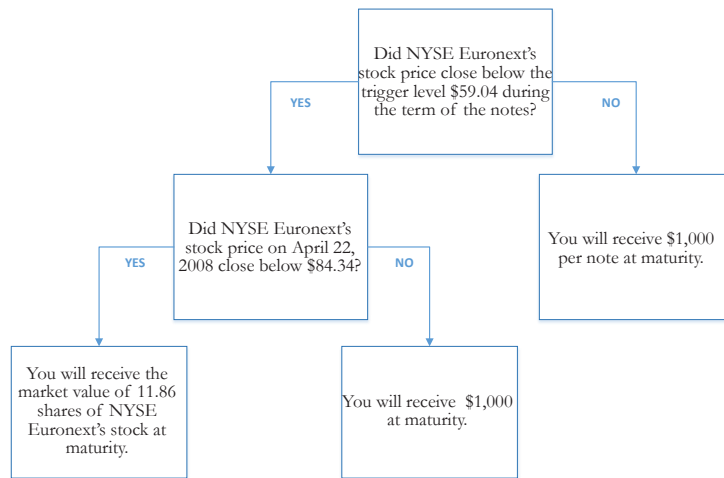 Did NYSE Euronext's
stock price close below the
trigger level $59.04 during
the term of the notes?
YES
NO
Did NYSE Euronext's
stock price on April 22,
2008 close below $84.34?
You will receive $1,000
per note at maturity.
YES
NO
You will receive the
market value of 11.86
shares of NYSE
Euronext's stock at
maturity.
You will receive $1,000
at maturity.